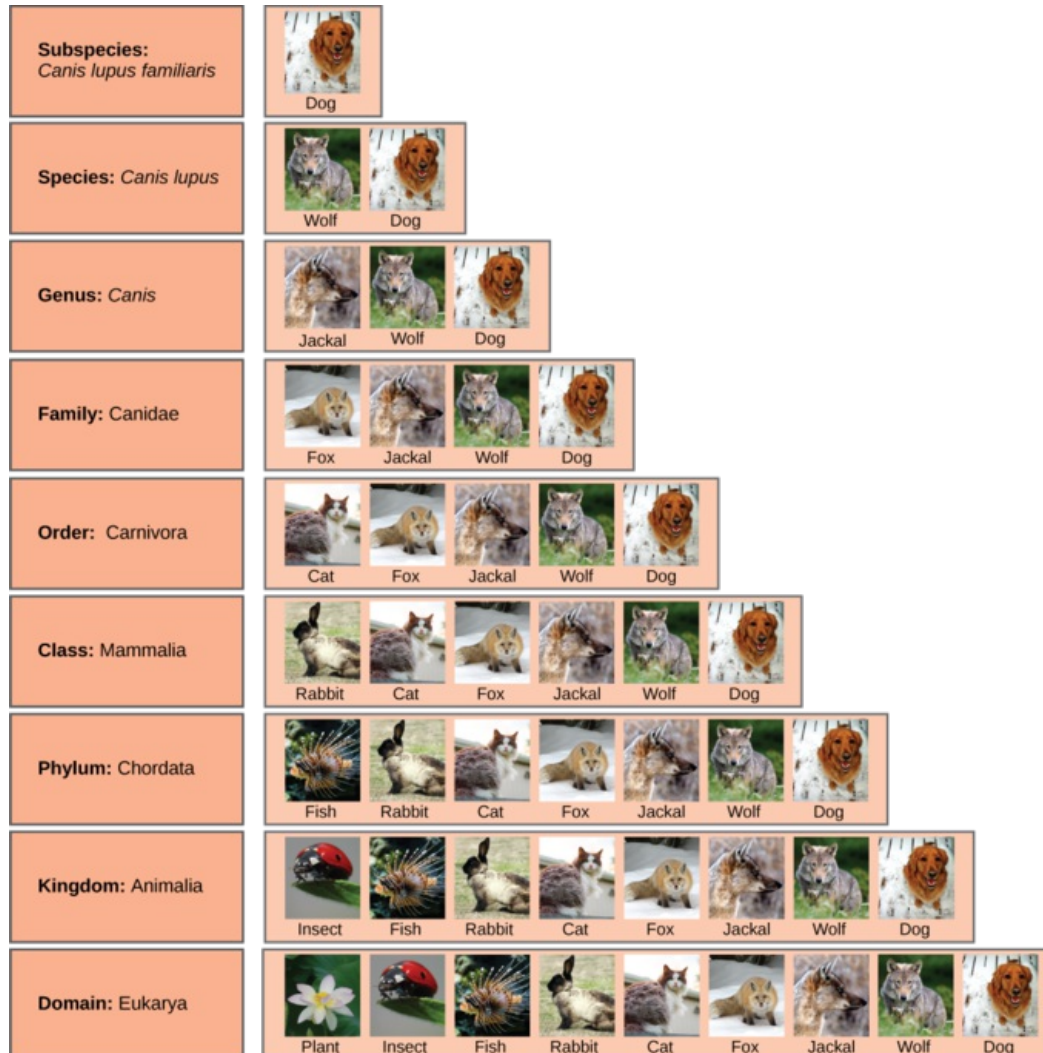 Subspecies:
Canis lupus familiaris
Dog
Species: Canis lupus
Wolf Dog
Genus: Canis
Jackal Wolf Dog
Family: Canidae
Fox Jackal Wolf Dog
Order: Carnivora
Cat Fox Jackal Wolf Dog
Class: Mammalia
Rabbit Cat Fox Jackal Wolf Dog
Phylum: Chordata
Fish Rabbit Cat Fox Jackal Wolf Dog
Kingdom: Animalia
Insect Fish Rabbit Cat Fox Jackal Wolf Dog
Domain: Eukarya
Plant Insect Fish Rabbit Cat Fox Jackal Wolf Dog